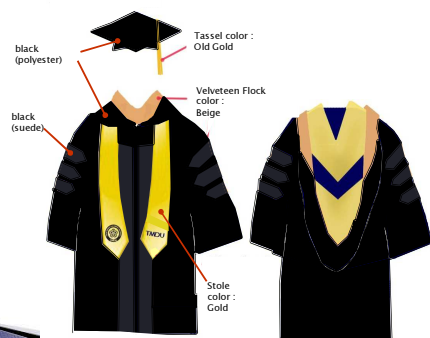 Tassel color :
Old Gold
black
(polyester)
Velveteen Flock
color :
Beige
black
(suede)
TMDU
Stole
color :
Gold